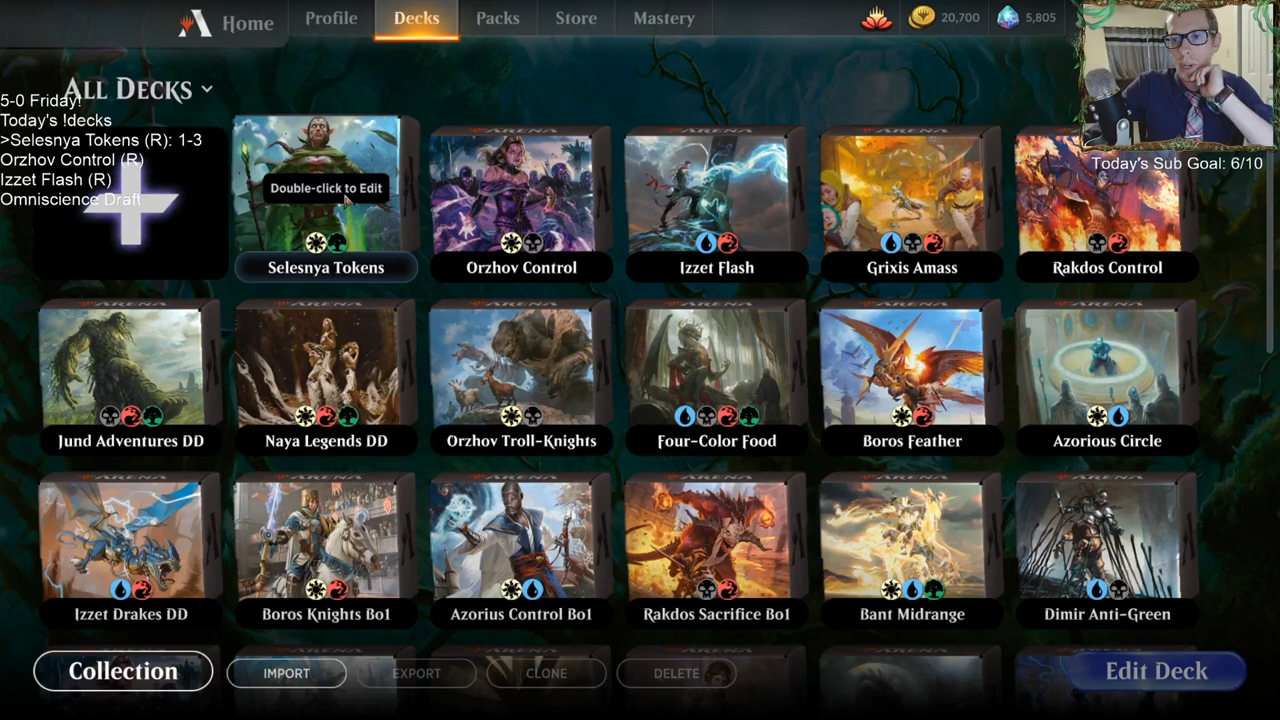 Home
Profile
Decks
Packs
Store
Mastery
20,700
5,805
ALL DECKS
5-0 Friday!
Today's !decks
>Selesnya Tokens (R): 1-3
Orzhov Control (R)
Izzet Flash (R)
Omniscience Draft
Today's Sub Goal: 6/10
Double-click to Edit
Selesnya Tokens
Orzhov Control
Izzet Flash
Grixis Amass
Rakdos Control
Jund Adventures DD
Naya Legends DD
Orzhov Troll-Knights
Four-Color Food
Boros Feather
Azorious Circle
Izzet Drakes DD
Boros Knights Bo1
Azorius Control Bo1
Rakdos Sacrifice Bo1
Bant Midrange
Dimir Anti-Green
Collection
IMPORT
EXPORT
CLONE
DELETE
Edit Deck